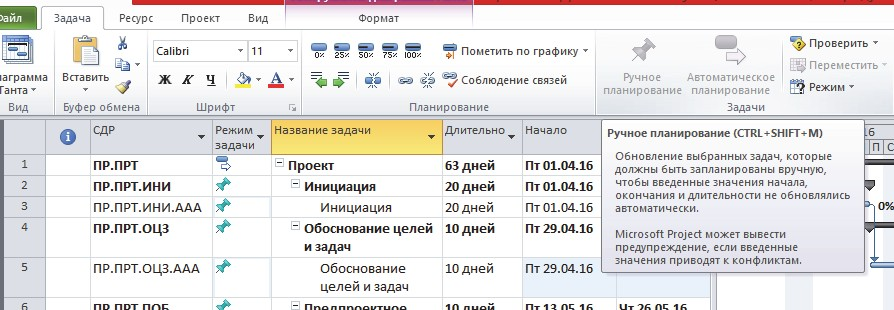 Файл Задача Ресурс Проект Вид Формат
Диаграмма Ганта
Вставить
Calibri 11
Ж К Ч
0% 25% 50% 75% 100%
Пометить по графику
Соблюдение связей
Ручное планирование
Автоматическое планирование
Проверить
Переместить
Режим
Вид Буфер обмена Шрифт Планирование Задачи
СДР Режим задачи Название задачи Длительно Начало
1 ПР.ПРТ Проект 63 дней Пт 01.04.16
2 ПР.ПРТ.ИНИ Инициация 20 дней Пт 01.04.16
3 ПР.ПРТ.ИНИ.ААА Инициация 20 дней Пт 01.04.16
4 ПР.ПРТ.ОЦЗ Обоснование целей и задач 10 дней Пт 29.04.16
5 ПР.ПРТ.ОЦЗ.ААА Обоснование целей и задач 10 дней Пт 29.04.16
6 ПР.ПРТ.ПОБ Предпроектное 10 дней Пт 13.05.16 Чт 26.05.16
Ручное планирование (CTRL+SHIFT+M)
Обновление выбранных задач, которые
должны быть запланированы вручную,
чтобы введенные значения начала,
окончания и длительности не обновлялись
автоматически.
Microsoft Project может вывести
предупреждение, если введенные
значения приводят к конфликтам.
16
П С
0%